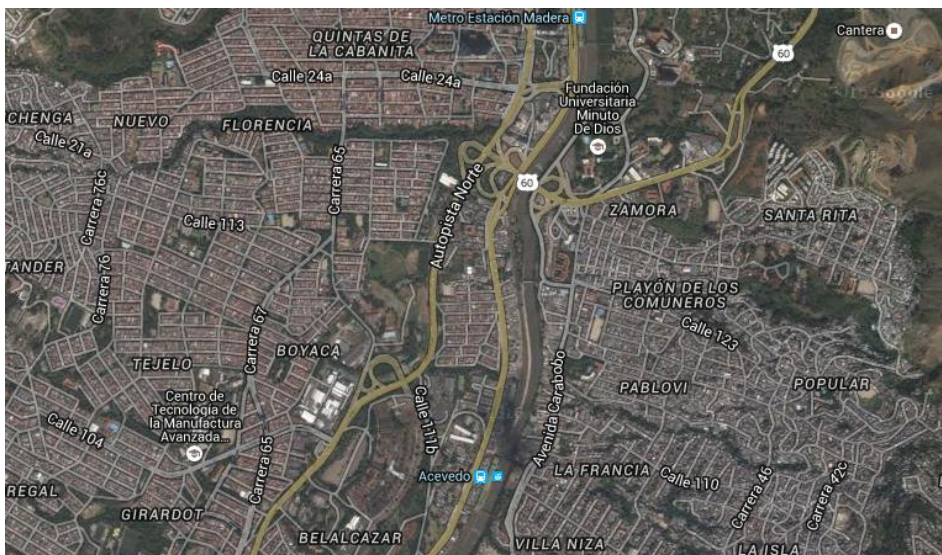 Metro Estación Madera
QUINTAS DE
LA CABAÑITA
Cantera
60
Calle 24a
Calle 24a
Fundación
Universitaria
Minuto
De Dios
CHENGA
NUEVO
FLORENCIA
Calle 21a
Carrera 65
Carrera 76c
Autopista Norte
60
ZAMORA
SANTA RITA
Calle 113
TANDER
Carrera 76
PLAYÓN DE LOS
COMUNEROS
Calle 123
Carrera 67
BOYACA
TEJELO
PABLOVI
POPULAR
Avenida Carabobo
Centro de
Tecnología de
la Manufactura
Avanzada...
Calle 111b
Calle 104
Carrera 65
Acevedo
LA FRANCIA
Calle 110
Carrera 46
Carrera 42c
REGAL
GIRARDOT
BELALCAZAR
VILLA NIZA
LA ISLA